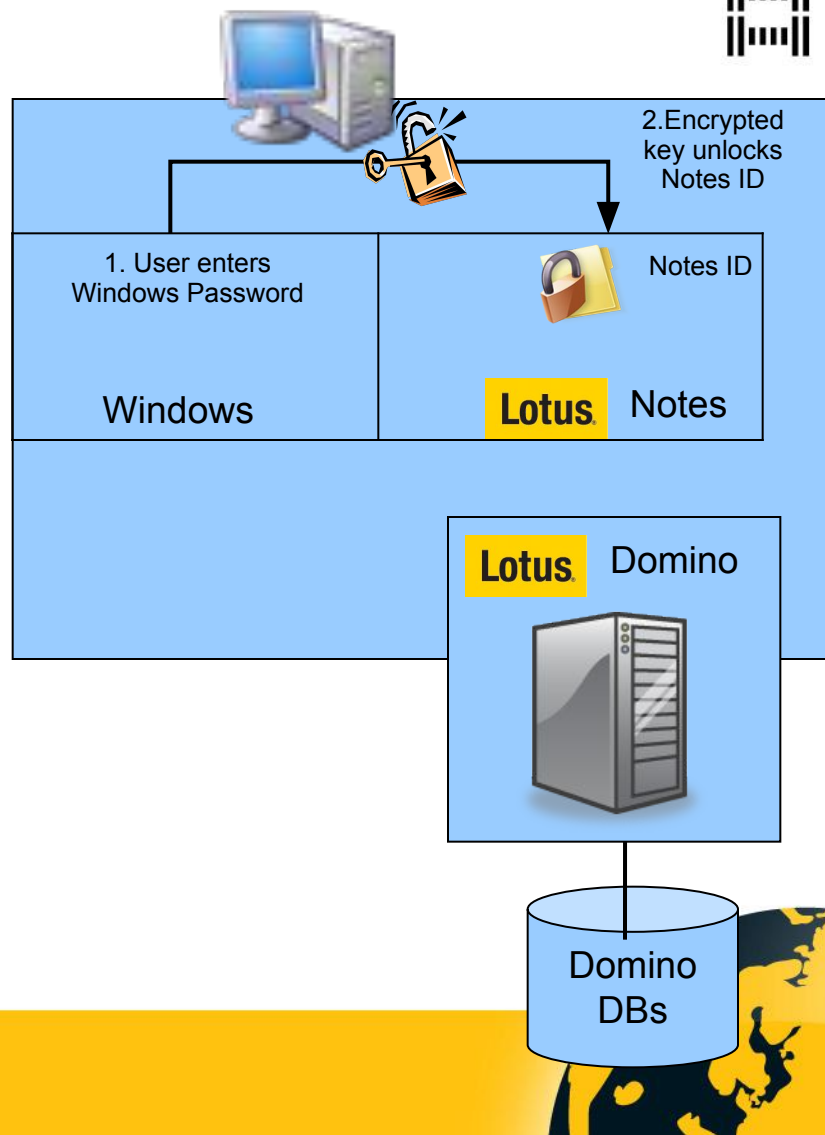 2.Encrypted
key unlocks
Notes ID
1. User enters
Windows Password
Notes ID
Windows
Lotus. Notes
Lotus. Domino
Domino
DBs